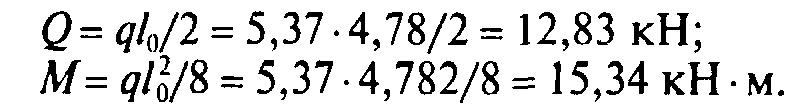 Q = ql₀/2 = 5,37 · 4,78/2 = 12,83 кН;
M = ql₀²/8 = 5,37 · 4,782/8 = 15,34 кН · м.